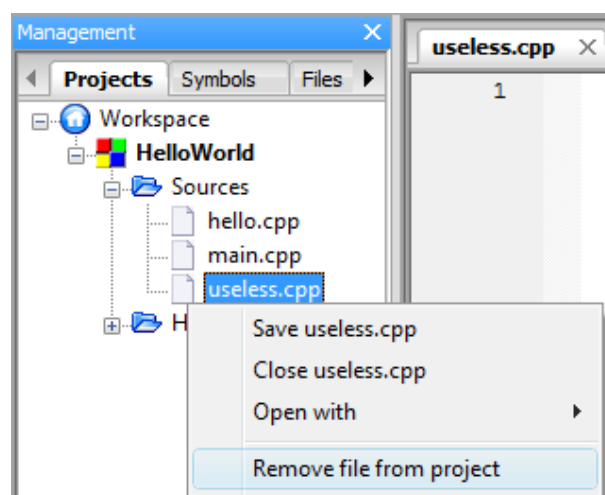 Management
Projects Symbols Files
useless.cpp
1
Workspace
HelloWorld
Sources
hello.cpp
main.cpp
useless.cpp
H
Save useless.cpp
Close useless.cpp
Open with
Remove file from project